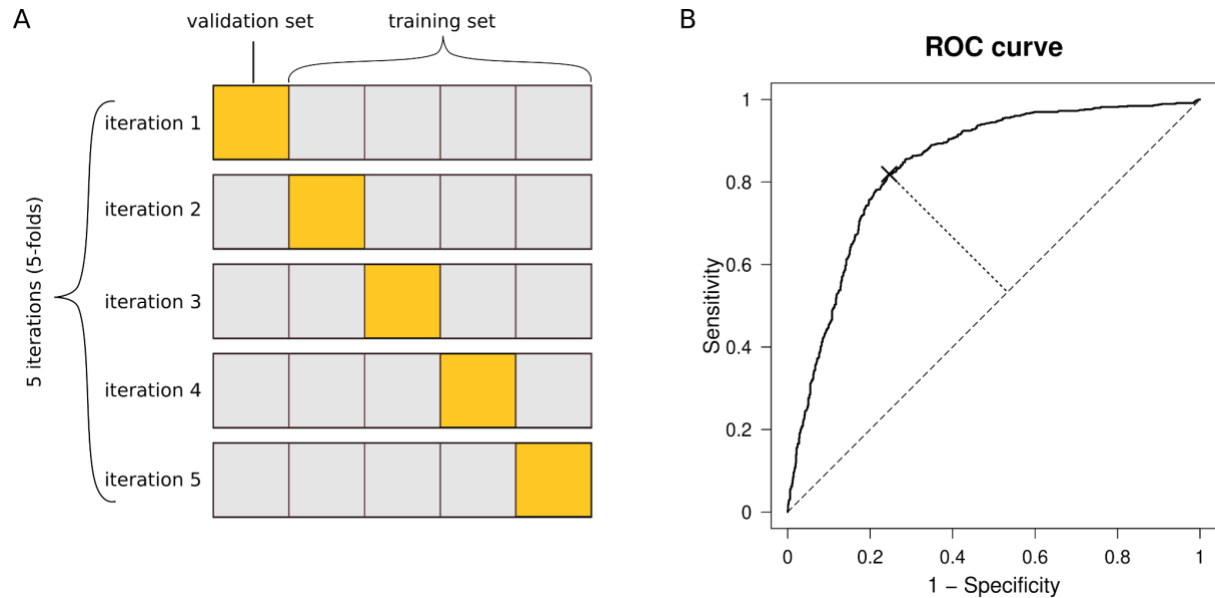 A
validation set
training set
iteration 1
iteration 2
iteration 3
iteration 4
iteration 5
5 iterations (5-folds)
B
ROC curve
Sensitivity
1
0.8
0.6
0.4
0.2
0
0
0.2
0.4
0.6
0.8
1
1 − Specificity